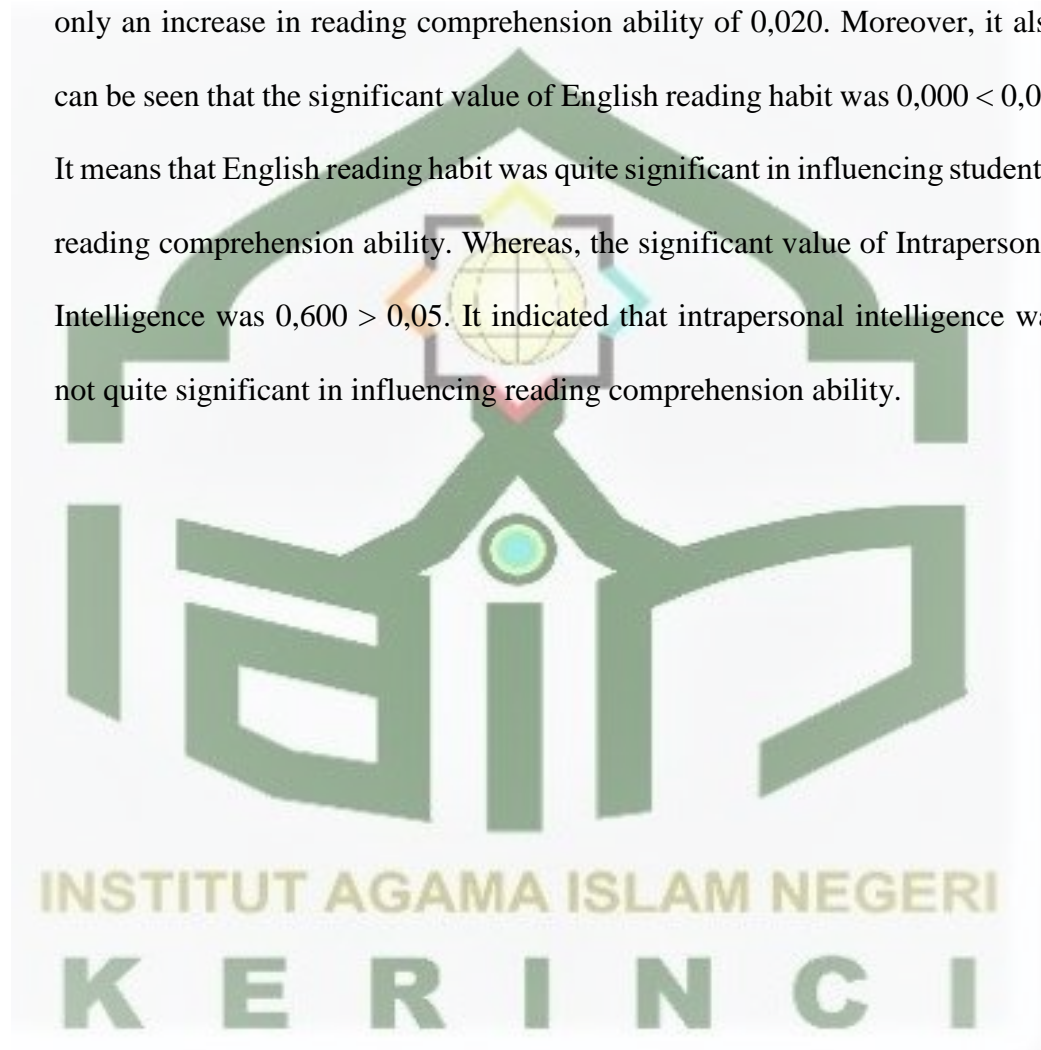 only an increase in reading comprehension ability of 0,020. Moreover, it als
can be seen that the significant value of English reading habit was 0,000 < 0,0
It means that English reading habit was quite significant in influencing student
reading comprehension ability. Whereas, the significant value of Intraperson
Intelligence was 0,600 > 0,05. It indicated that intrapersonal intelligence wa
not quite significant in influencing reading comprehension ability.
iain
INSTITUT AGAMA ISLAM NEGERI
KERINCI